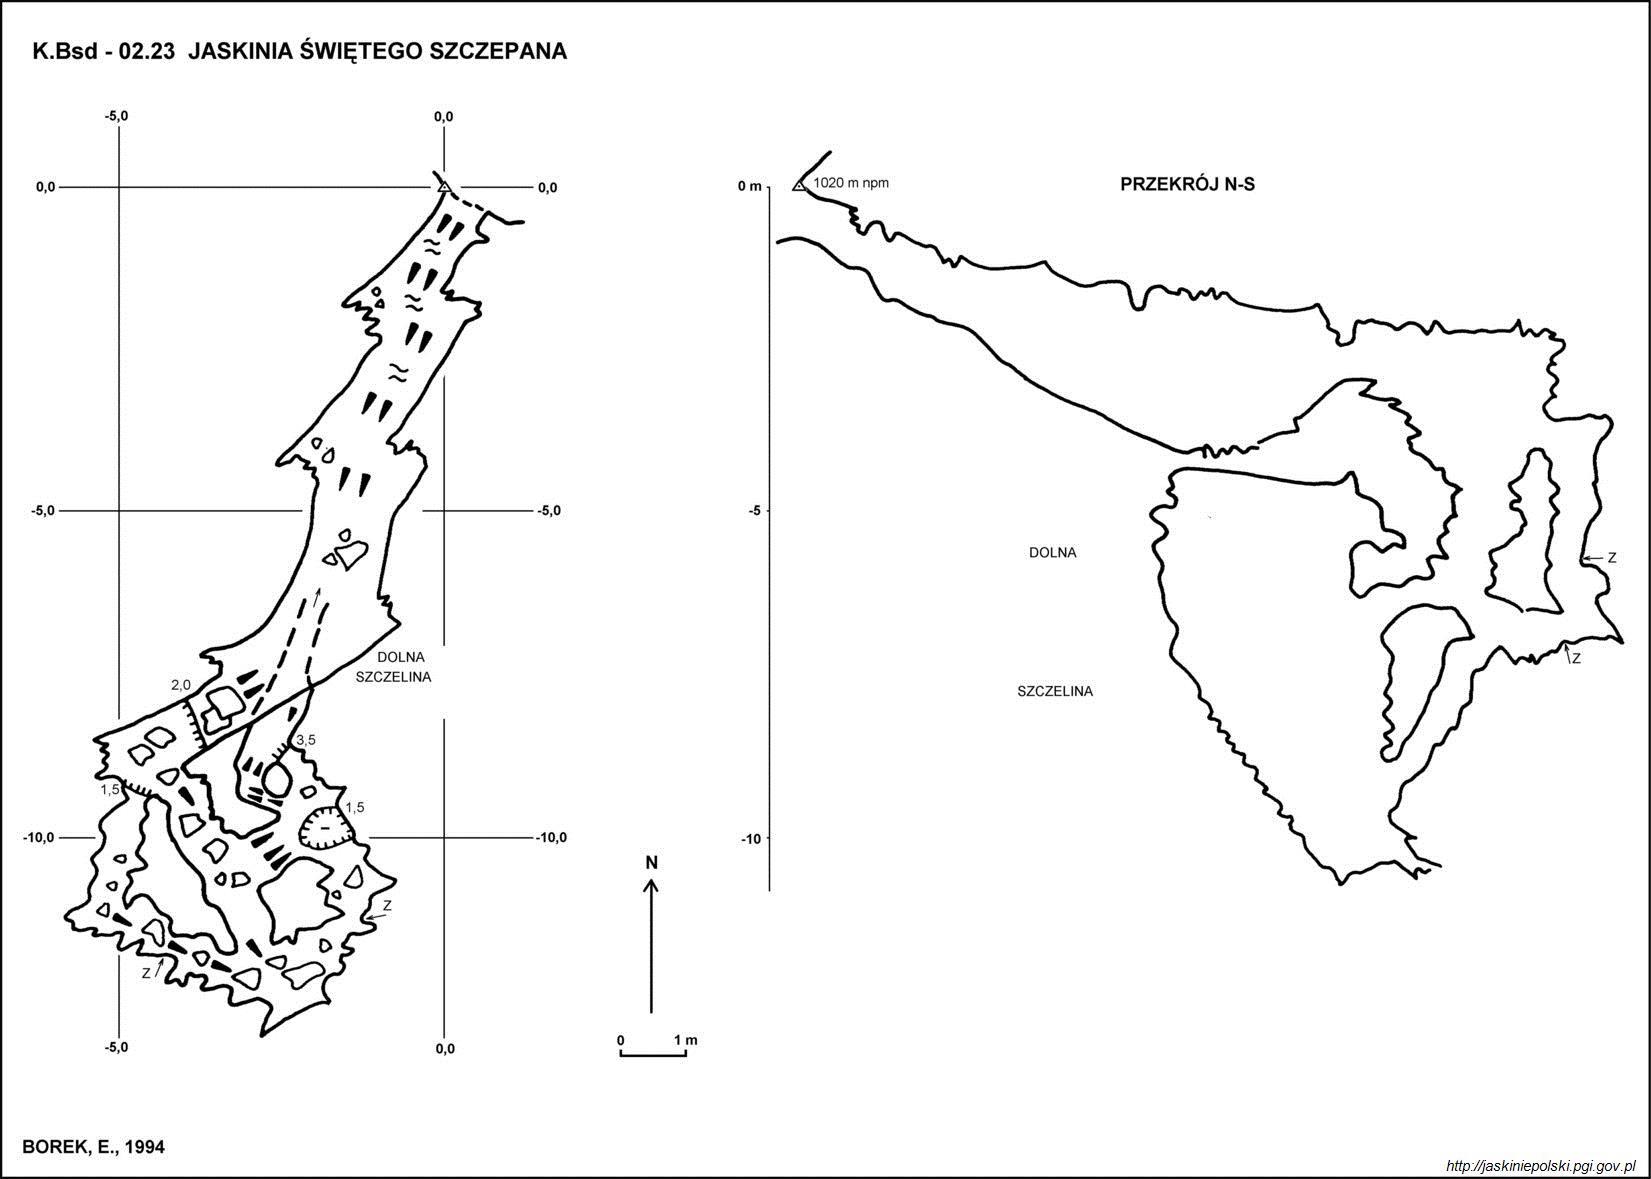 K.Bsd - 02.23 JASKINIA ŚWIĘTEGO SZCZEPANA
-5,0
0,0
0,0
0,0
2,0
DOLNA
SZCZELINA
3,5
1,5
1,5
-5,0
-5,0
-10,0
-10,0
Z
Z
-5,0
0,0
N
0
1 m
PRZEKRÓJ N-S
0 m
1020 m npm
-5
DOLNA
Z
Z
SZCZELINA
-10
BOREK, E., 1994
http://jaskiniepolski.pgi.gov.pl